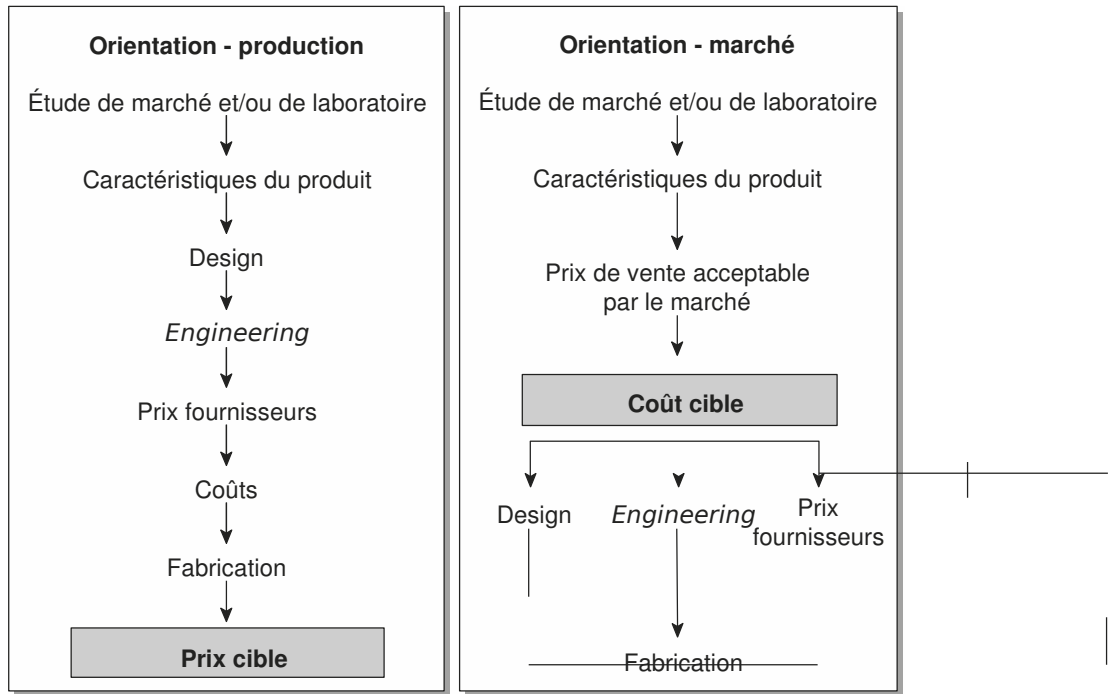 Orientation - production
Étude de marché et/ou de laboratoire
Caractéristiques du produit
Design
Engineering
Prix fournisseurs
Coûts
Fabrication
Prix cible
Orientation - marché
Étude de marché et/ou de laboratoire
Caractéristiques du produit
Prix de vente acceptable
par le marché
Coût cible
Design
Engineering
Prix
fournisseurs
Fabrication